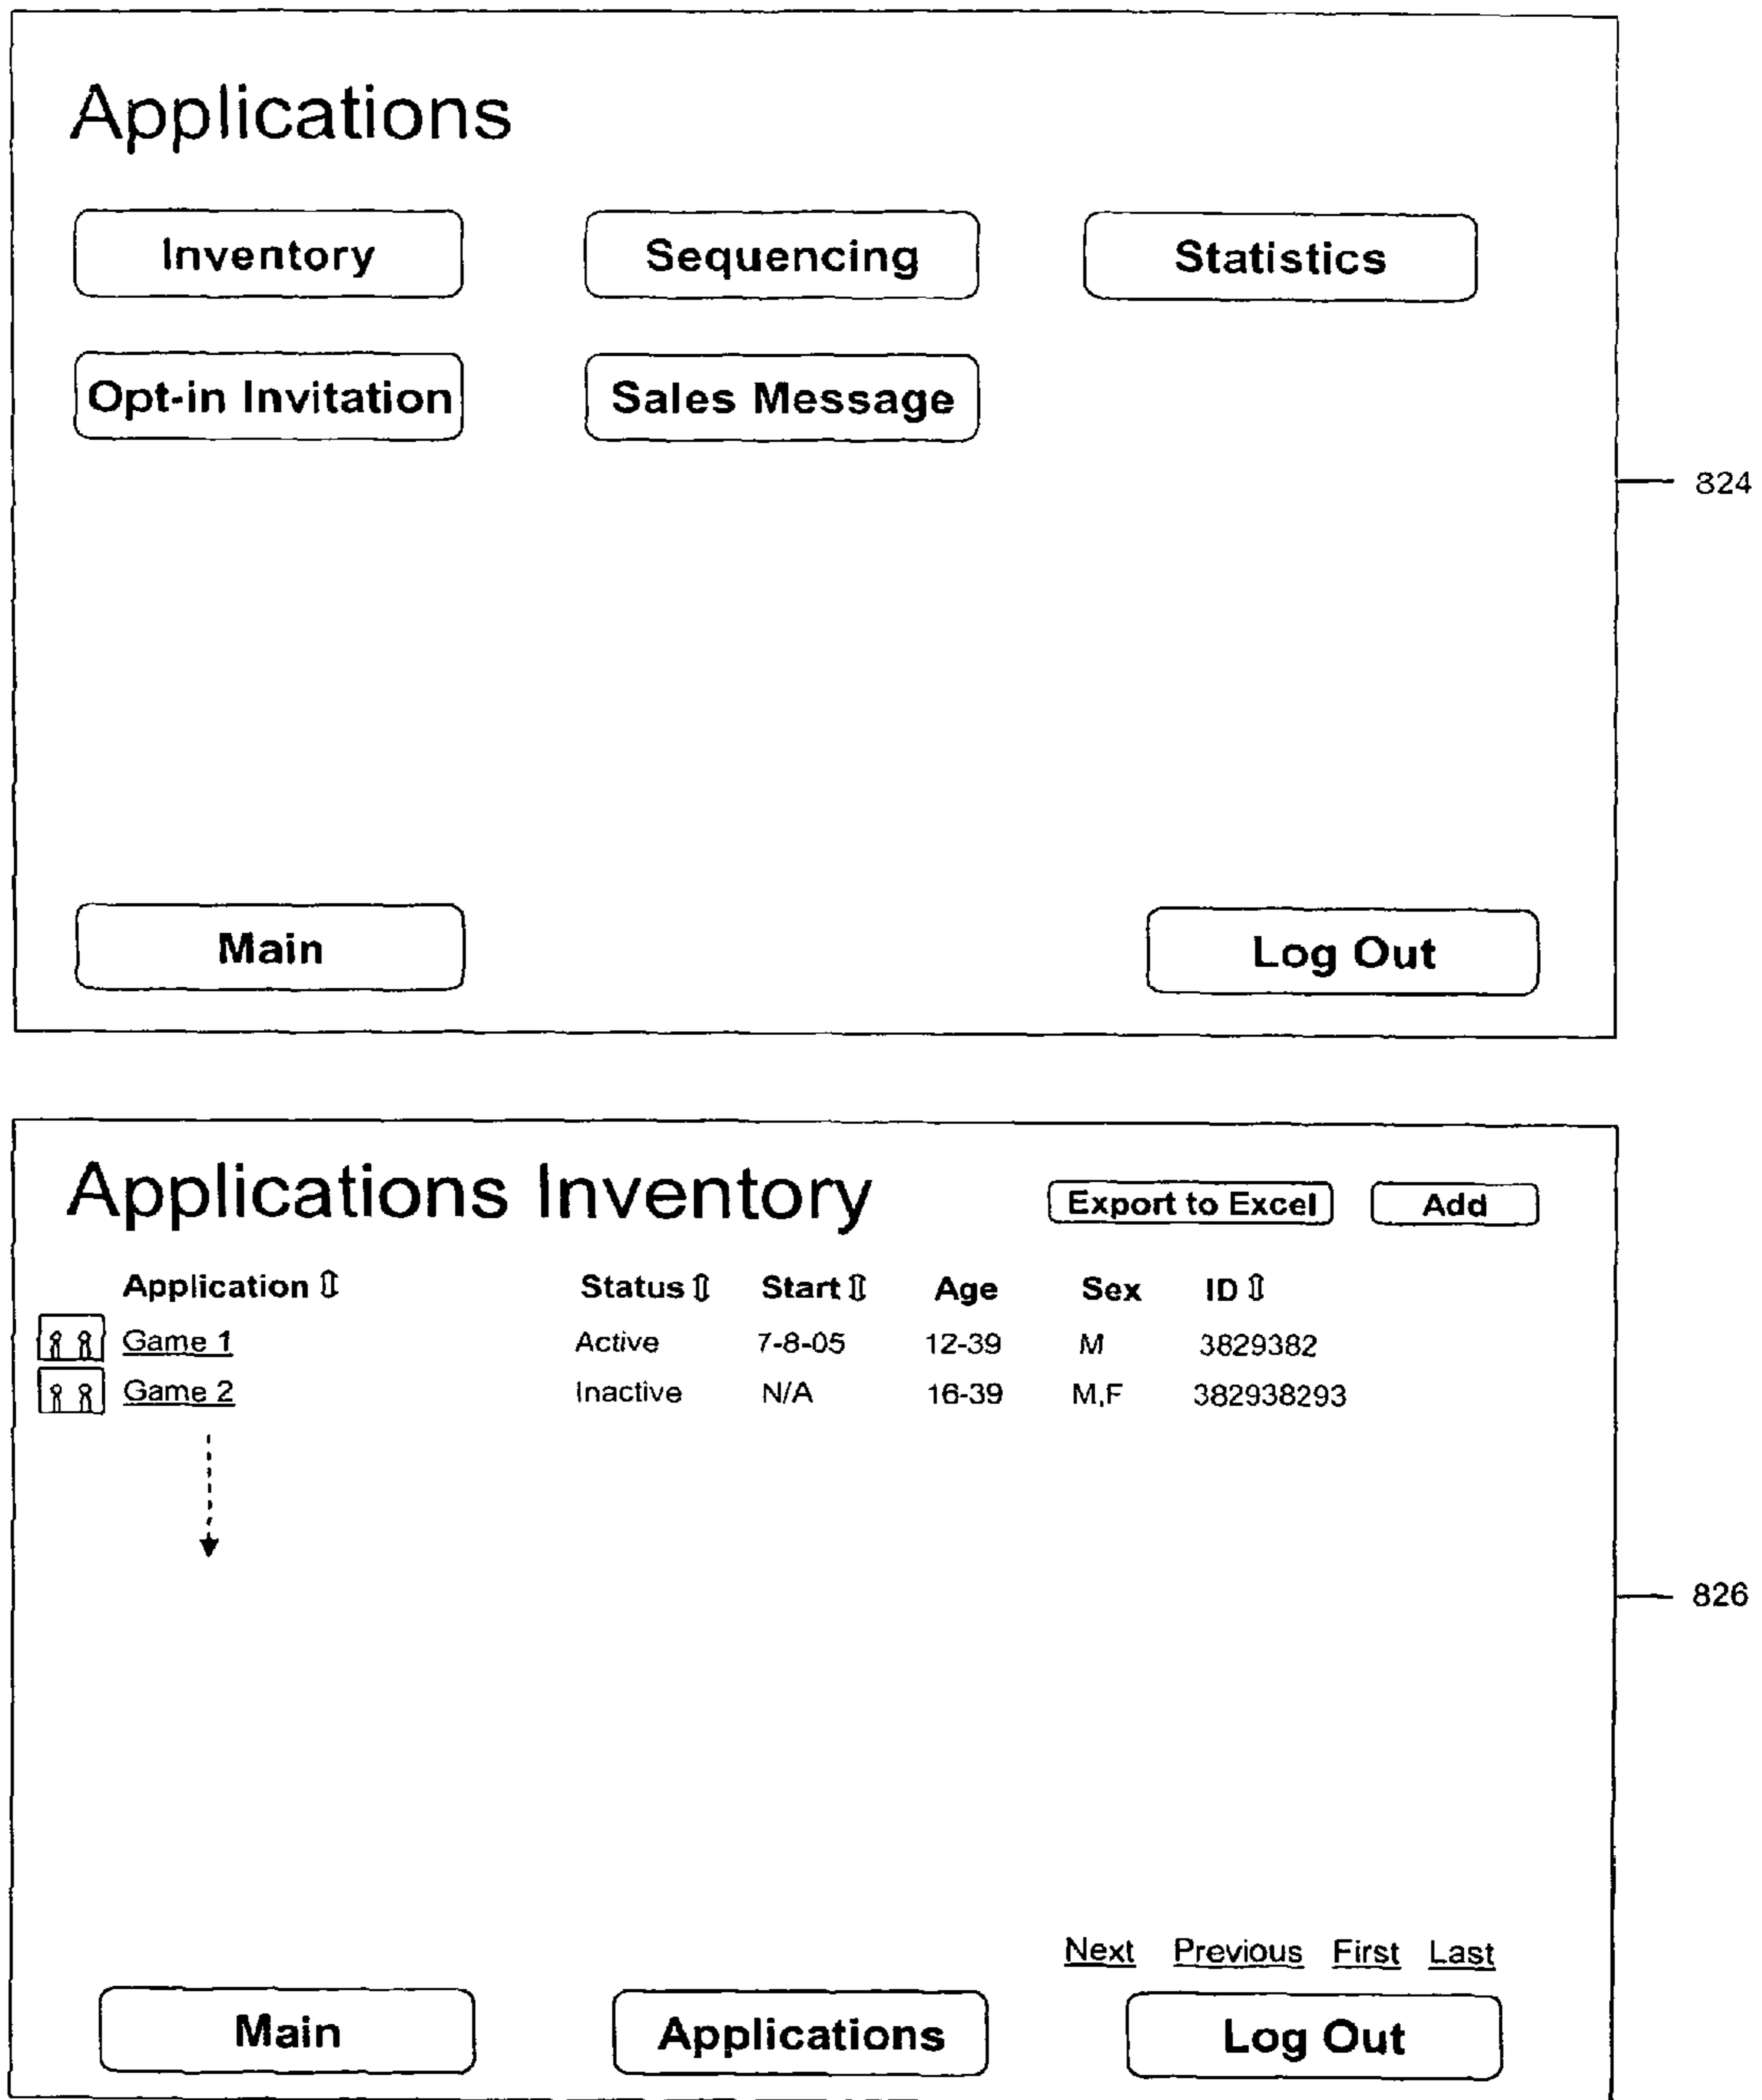 Applications
Inventory Sequencing Statistics
Opt-in Invitation Sales Message
824
Main Log Out
Applications Inventory Export to Excel Add
Application ⇕ Status ⇕ Start ⇕ Age Sex ID ⇕
Game 1 Active 7-8-05 12-39 M 3829382
Game 2 Inactive N/A 16-39 M,F 382938293
826
Next Previous First Last
Main Applications Log Out